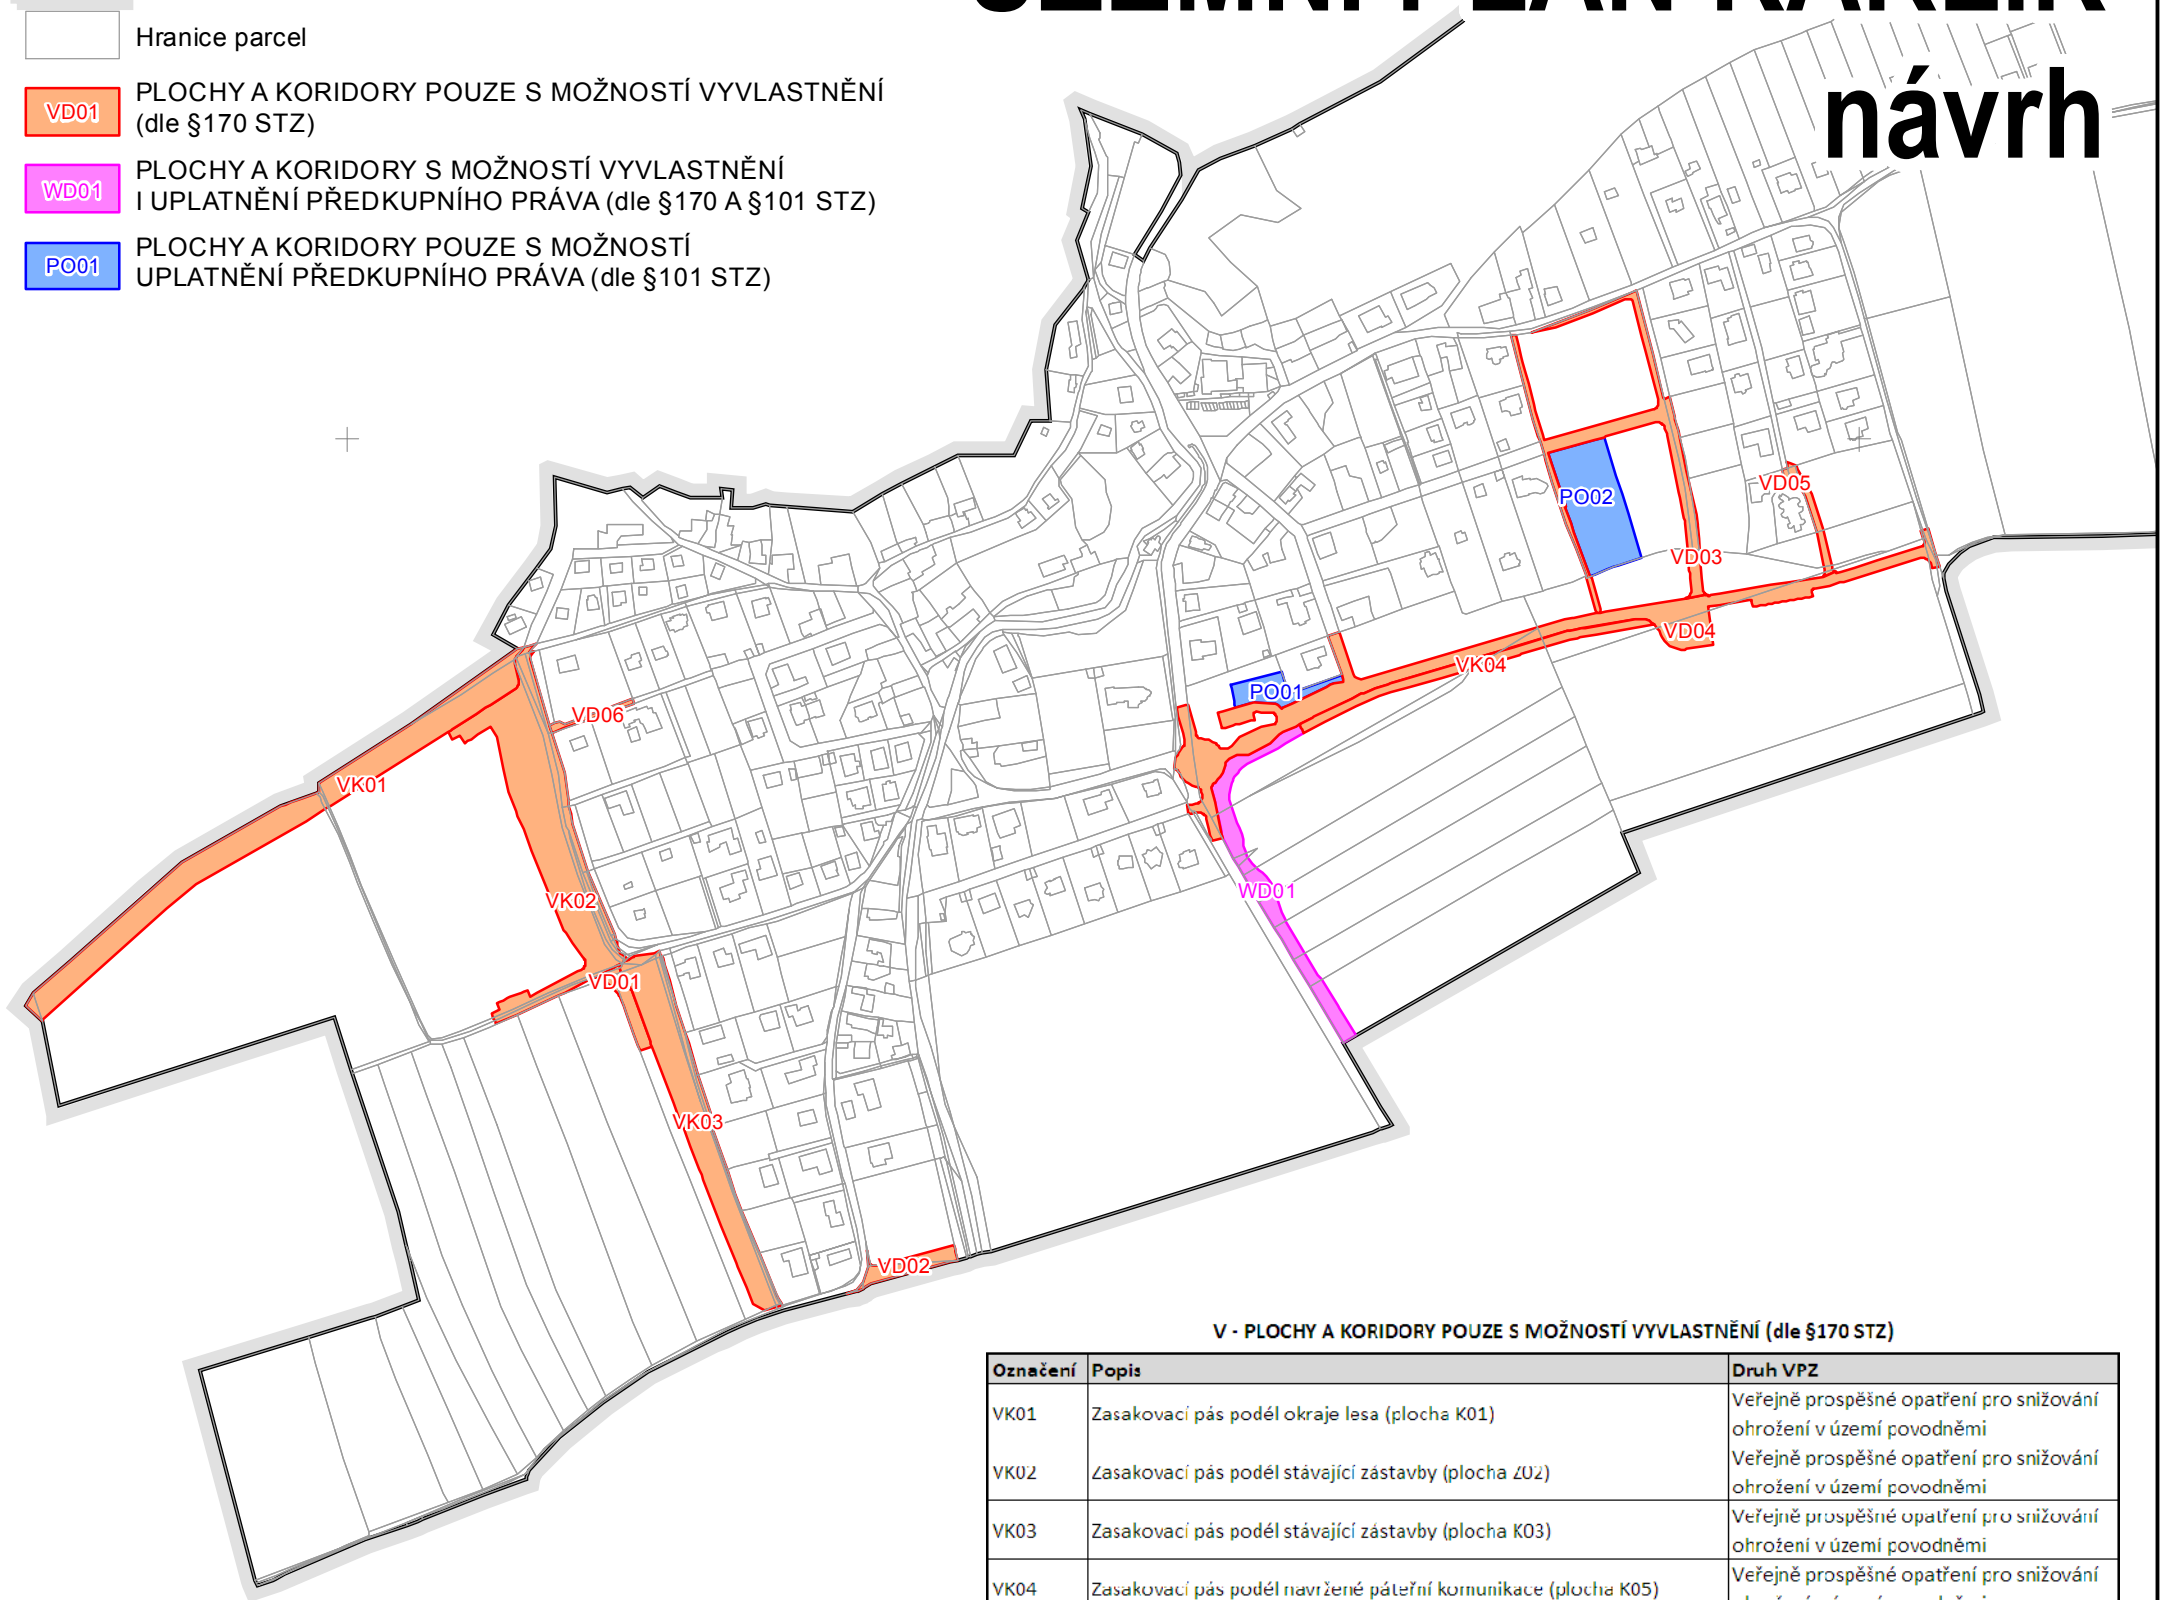 návrh
Hranice parcel
VD01 PLOCHY A KORIDORY POUZE S MOŽNOSTÍ VYVLASTNĚNÍ
(dle §170 STZ)
WD01 PLOCHY A KORIDORY S MOŽNOSTÍ VYVLASTNĚNÍ
I UPLATNĚNÍ PŘEDKUPNÍHO PRÁVA (dle §170 A §101 STZ)
PO01 PLOCHY A KORIDORY POUZE S MOŽNOSTÍ
UPLATNĚNÍ PŘEDKUPNÍHO PRÁVA (dle §101 STZ)
VD05
PO02
VD03
VD04
VK04
PO01
VD06
VK01
WD01
VK02
VD01
VK03
VD02
V - PLOCHY A KORIDORY POUZE S MOŽNOSTÍ VYVLASTNĚNÍ (dle §170 STZ)
Označení Popis Druh VPZ
VK01 Zasakovací pás podél okraje lesa (plocha K01) Veřejně prospěšné opatření pro snižování
ohrožení v území povodněmi
VK02 Zasakovací pás podél stávající zástavby (plocha Z02) Veřejně prospěšné opatření pro snižování
ohrožení v území povodněmi
VK03 Zasakovací pás podél stávající zástavby (plocha K03) Veřejně prospěšné opatření pro snižování
ohrožení v území povodněmi
VK04 Zasakovací pás podél navržené páteřní komunikace (plocha K05) Veřejně prospěšné opatření pro snižování